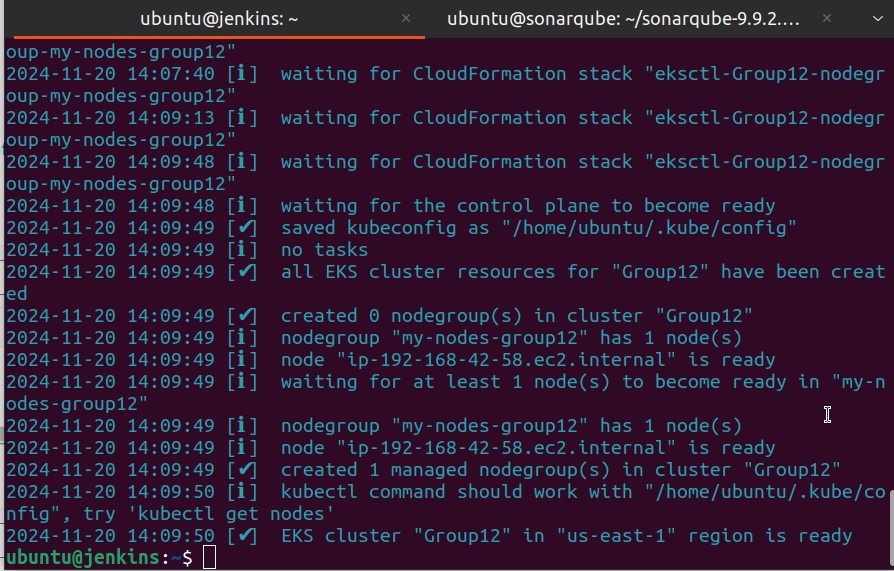 ubuntu@jenkins: ~
ubuntu@sonarqube: ~/sonarqube-9.9.2....
oup-my-nodes-group12"
2024-11-20 14:07:40 [ℹ]  waiting for CloudFormation stack "eksctl-Group12-nodegr
oup-my-nodes-group12"
2024-11-20 14:09:13 [ℹ]  waiting for CloudFormation stack "eksctl-Group12-nodegr
oup-my-nodes-group12"
2024-11-20 14:09:48 [ℹ]  waiting for CloudFormation stack "eksctl-Group12-nodegr
oup-my-nodes-group12"
2024-11-20 14:09:48 [ℹ]  waiting for the control plane to become ready
2024-11-20 14:09:49 [✔]  saved kubeconfig as "/home/ubuntu/.kube/config"
2024-11-20 14:09:49 [ℹ]  no tasks
2024-11-20 14:09:49 [✔]  all EKS cluster resources for "Group12" have been creat
ed
2024-11-20 14:09:49 [✔]  created 0 nodegroup(s) in cluster "Group12"
2024-11-20 14:09:49 [ℹ]  nodegroup "my-nodes-group12" has 1 node(s)
2024-11-20 14:09:49 [ℹ]  node "ip-192-168-42-58.ec2.internal" is ready
2024-11-20 14:09:49 [ℹ]  waiting for at least 1 node(s) to become ready in "my-n
odes-group12"
2024-11-20 14:09:49 [ℹ]  nodegroup "my-nodes-group12" has 1 node(s)
2024-11-20 14:09:49 [ℹ]  node "ip-192-168-42-58.ec2.internal" is ready
2024-11-20 14:09:49 [✔]  created 1 managed nodegroup(s) in cluster "Group12"
2024-11-20 14:09:50 [ℹ]  kubectl command should work with "/home/ubuntu/.kube/co
nfig", try 'kubectl get nodes'
2024-11-20 14:09:50 [✔]  EKS cluster "Group12" in "us-east-1" region is ready
ubuntu@jenkins:~$